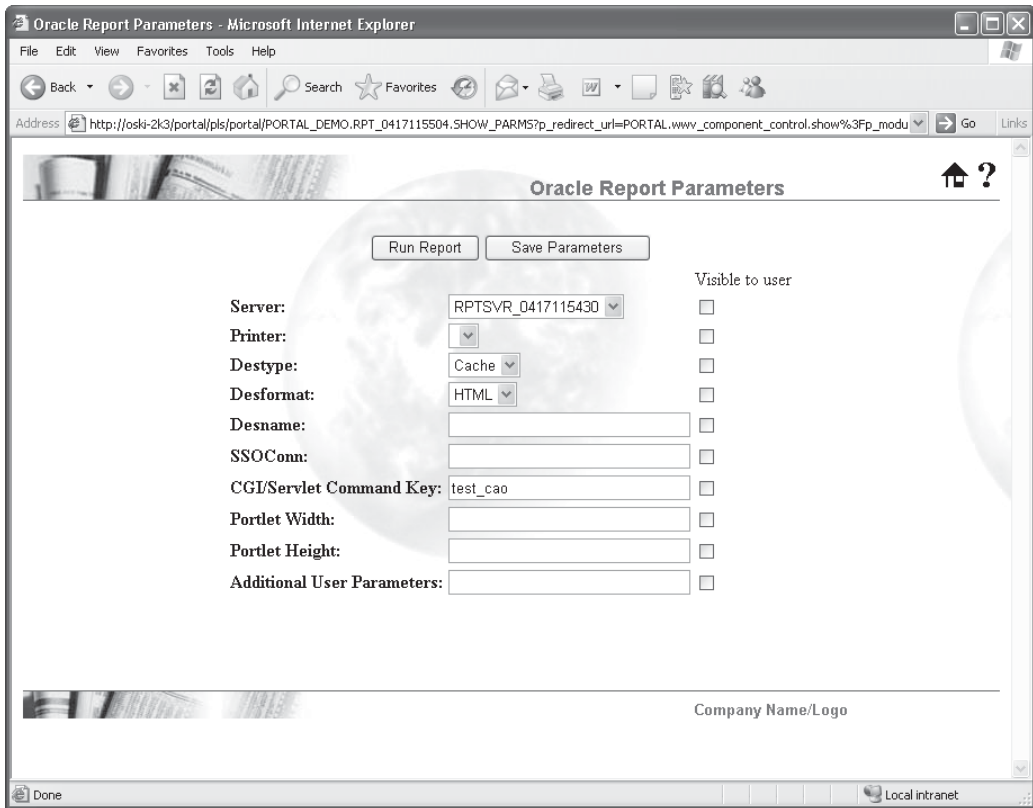 Oracle Report Parameters - Microsoft Internet Explorer
File Edit View Favorites Tools Help
Back Search Favorites
Address http://oski-2k3/portal/pls/portal/PORTAL_DEMO.RPT_0417115504.SHOW_PARMS?p_redirect_url=PORTAL.wwv_component_control.show%3Fp_modu Go Links
Oracle Report Parameters ?
Run Report Save Parameters
Visible to user
Server: RPTSVR_0417115430
Printer:
Destype: Cache
Desformat: HTML
Desname:
SSOConn:
CGI/Servlet Command Key: test_cao
Portlet Width:
Portlet Height:
Additional User Parameters:
Company Name/Logo
Done Local intranet